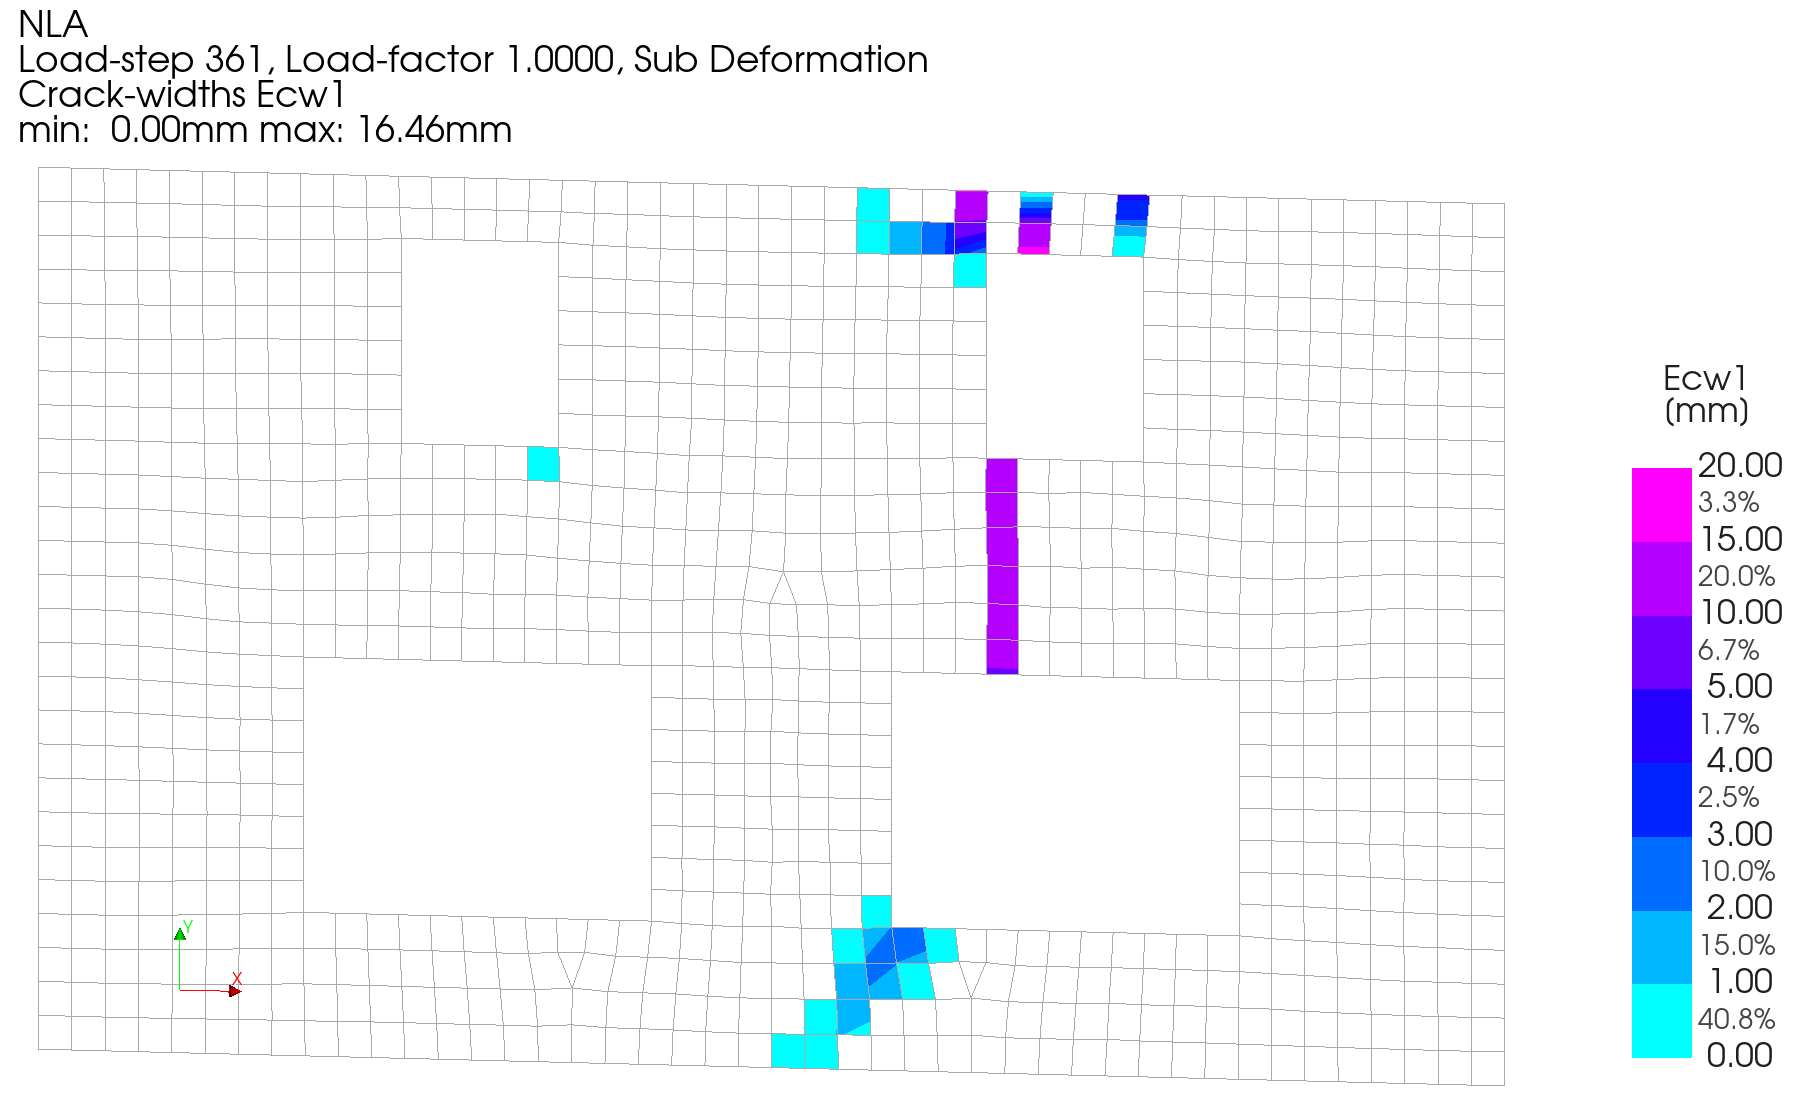 NLA
Load-step 361, Load-factor 1.0000, Sub Deformation
Crack-widths Ecw1
min:  0.00mm max: 16.46mm
Ecw1
(mm)
20.00
3.3%
15.00
20.0%
10.00
6.7%
5.00
1.7%
4.00
2.5%
3.00
10.0%
2.00
15.0%
1.00
40.8%
0.00
Y
X